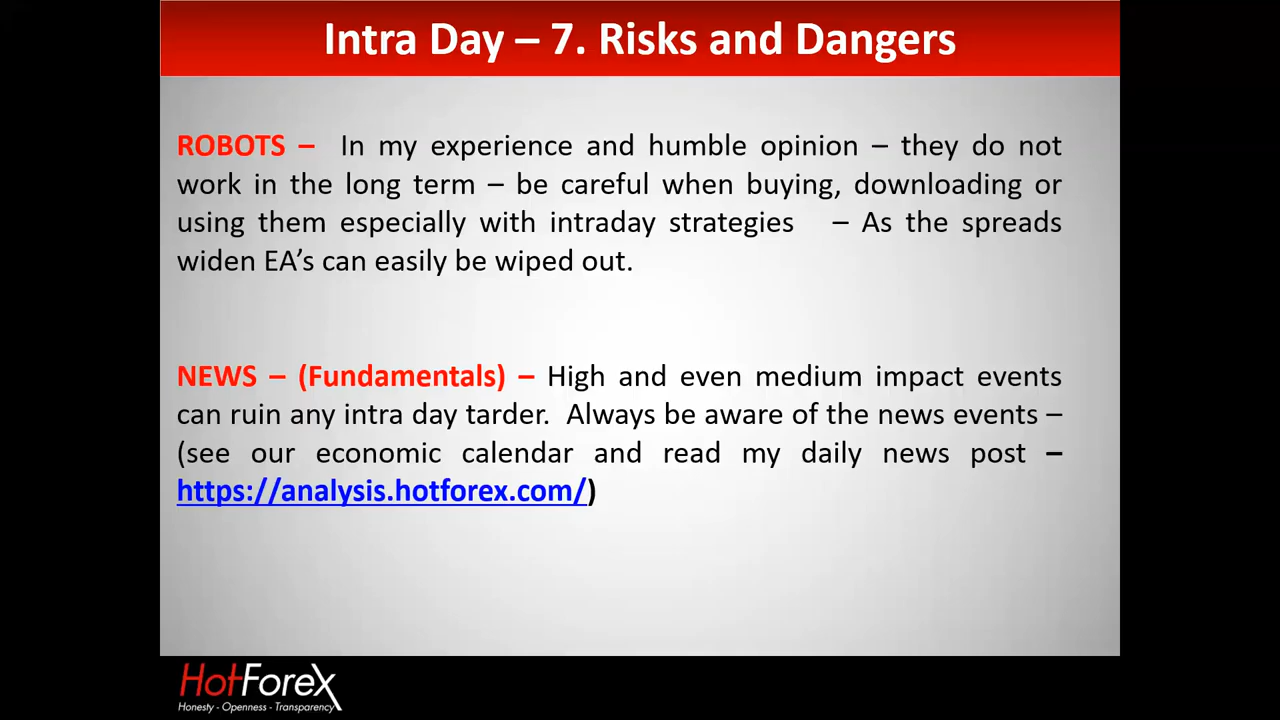 Intra Day – 7. Risks and Dangers
ROBOTS – In my experience and humble opinion – they do not
work in the long term – be careful when buying, downloading or
using them especially with intraday strategies – As the spreads
widen EA’s can easily be wiped out.
NEWS – (Fundamentals) – High and even medium impact events
can ruin any intra day tarder. Always be aware of the news events –
(see our economic calendar and read my daily news post –
https://analysis.hotforex.com/)
HotForex
Honesty - Openness - Transparency